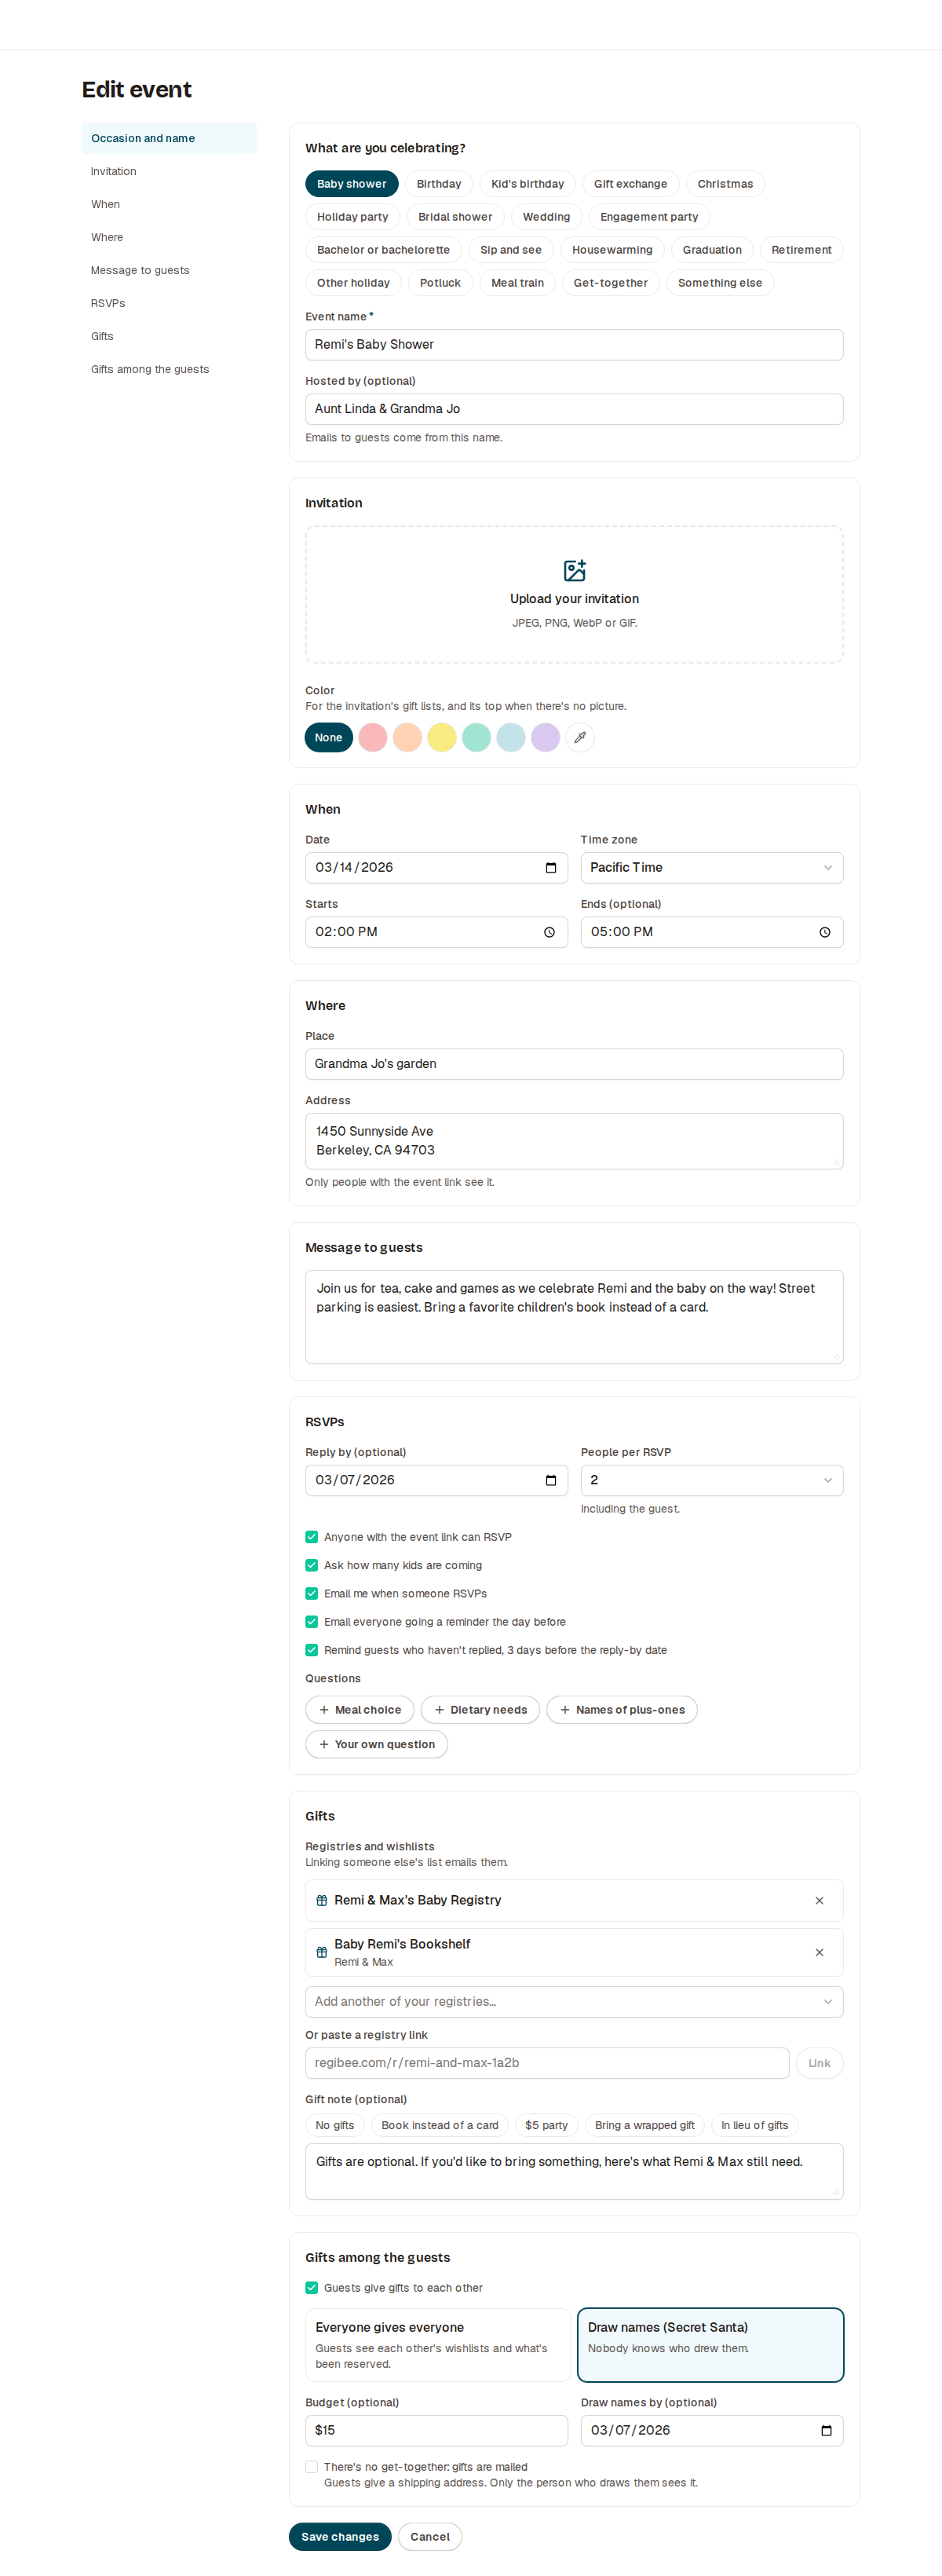 Edit event
Occasion and name
Invitation
When
Where
Message to guests
RSVPs
Gifts
Gifts among the guests
What are you celebrating?
Baby shower
Birthday
Kid's birthday
Gift exchange
Christmas
Holiday party
Bridal shower
Wedding
Engagement party
Bachelor or bachelorette
Sip and see
Housewarming
Graduation
Retirement
Other holiday
Potluck
Meal train
Get-together
Something else
Event name *
Remi's Baby Shower
Hosted by (optional)
Aunt Linda & Grandma Jo
Emails to guests come from this name.
Invitation
Upload your invitation
JPEG, PNG, WebP or GIF.
Color
For the invitation's gift lists, and its top when there's no picture.
None
When
Date
Time zone
03/14/2026
Pacific Time
Starts
Ends (optional)
02:00 PM
05:00 PM
Where
Place
Grandma Jo's garden
Address
1450 Sunnyside Ave
Berkeley, CA 94703
Only people with the event link see it.
Message to guests
Join us for tea, cake and games as we celebrate Remi and the baby on the way! Street
parking is easiest. Bring a favorite children's book instead of a card.
RSVPs
Reply by (optional)
People per RSVP
03/07/2026
2
Including the guest.
Anyone with the event link can RSVP
Ask how many kids are coming
Email me when someone RSVPs
Email everyone going a reminder the day before
Remind guests who haven't replied, 3 days before the reply-by date
Questions
Meal choice
Dietary needs
Names of plus-ones
Your own question
Gifts
Registries and wishlists
Linking someone else's list emails them.
Remi & Max's Baby Registry
Baby Remi's Bookshelf
Remi & Max
Add another of your registries...
Or paste a registry link
regibee.com/r/remi-and-max-1a2b
Link
Gift note (optional)
No gifts
Book instead of a card
$5 party
Bring a wrapped gift
In lieu of gifts
Gifts are optional. If you'd like to bring something, here's what Remi & Max still need.
Gifts among the guests
Guests give gifts to each other
Everyone gives everyone
Guests see each other's wishlists and what's
been reserved.
Draw names (Secret Santa)
Nobody knows who drew them.
Budget (optional)
Draw names by (optional)
$15
03/07/2026
There's no get-together: gifts are mailed
Guests give a shipping address. Only the person who draws them sees it.
Save changes
Cancel